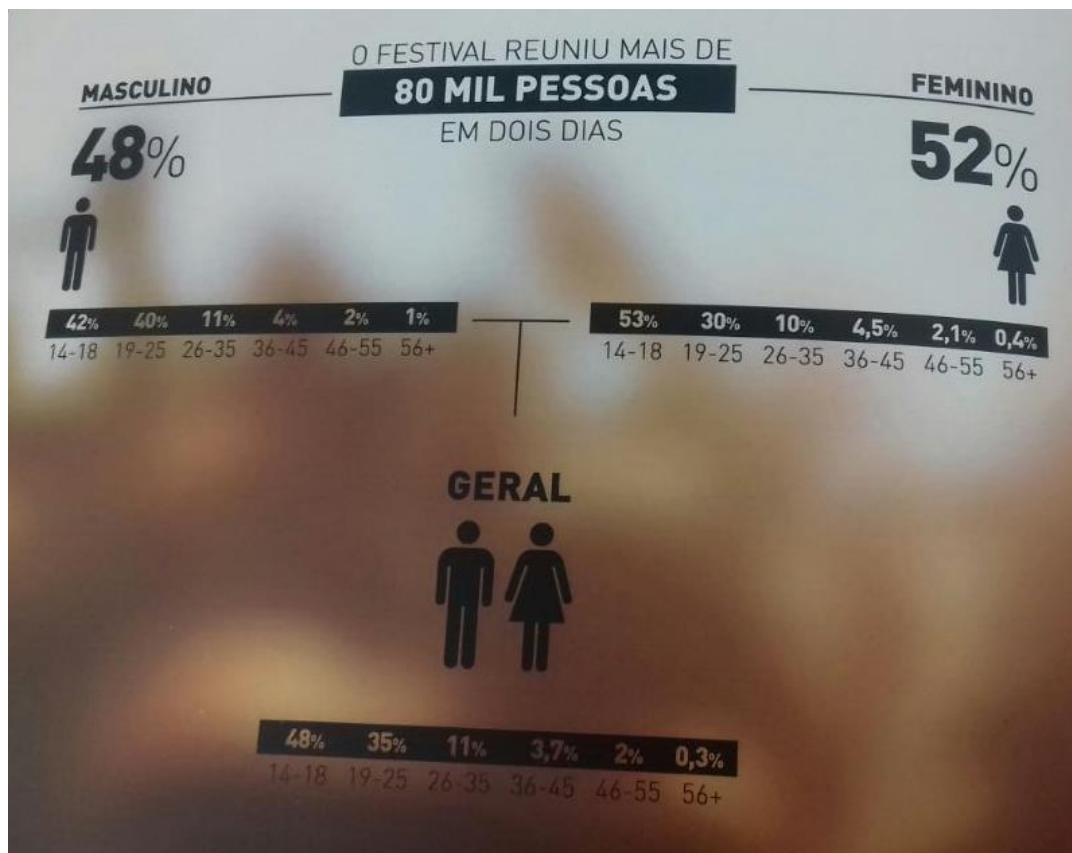 O FESTIVAL REUNIU MAIS DE
80 MIL PESSOAS
EM DOIS DIAS
MASCULINO
48%
42% 40% 11% 4% 2% 1%
14-18 19-25 26-35 36-45 46-55 56+
FEMININO
52%
53% 30% 10% 4,5% 2,1% 0,4%
14-18 19-25 26-35 36-45 46-55 56+
GERAL
48% 35% 11% 3,7% 2% 0,3%
14-18 19-25 26-35 36-45 46-55 56+